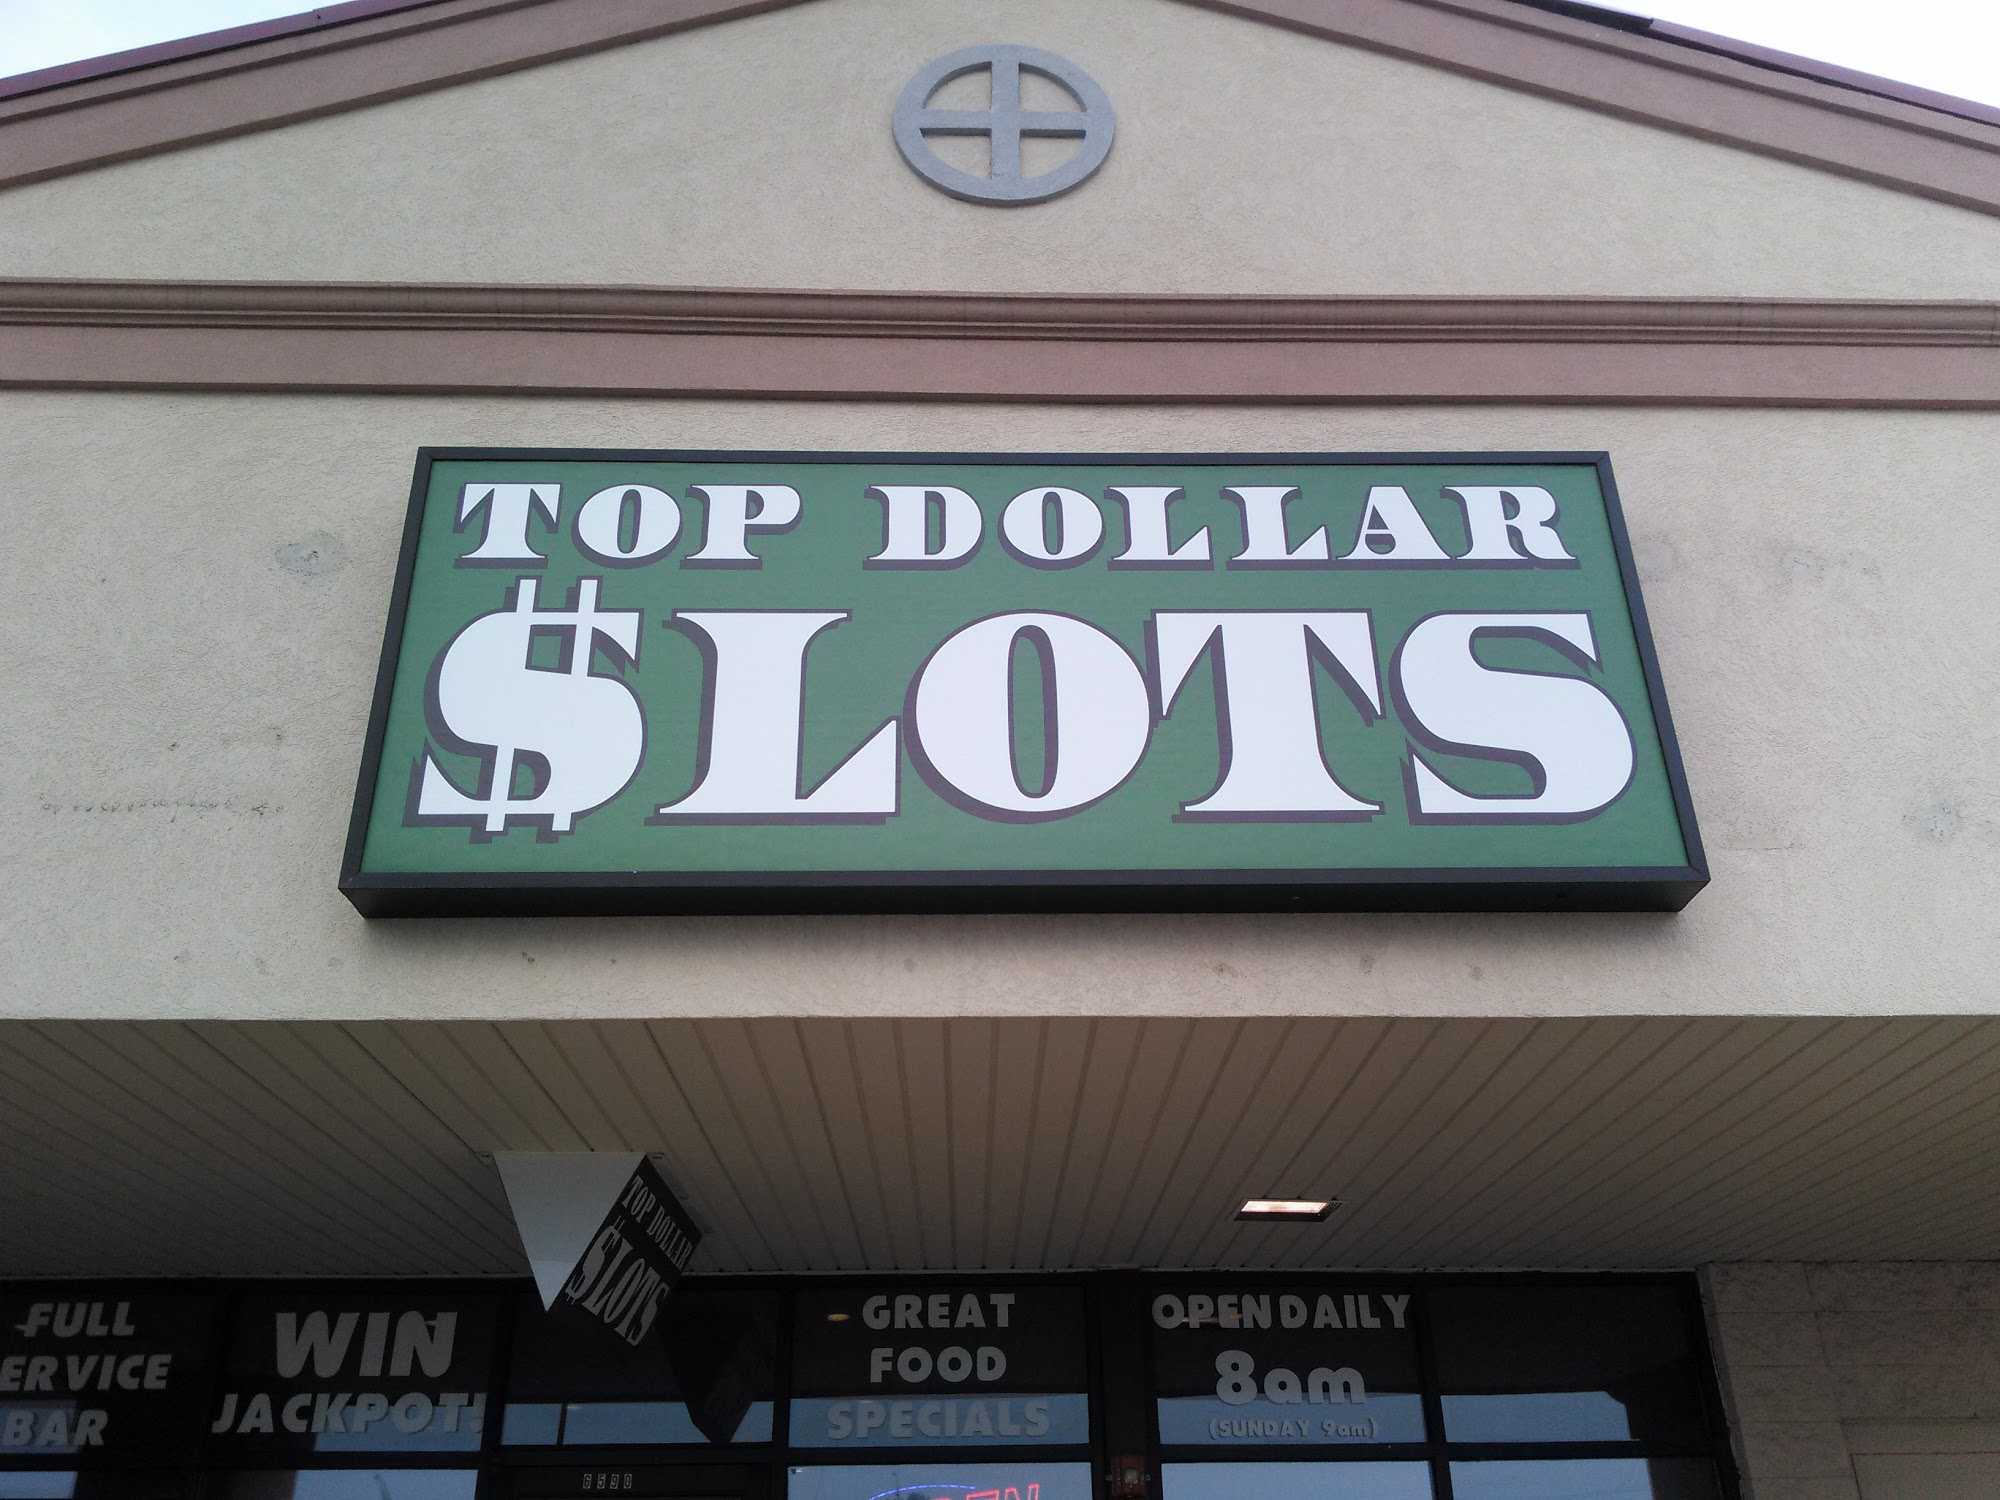 TOP DOLLAR
$LOTS
TOP DOLLAR
$LOTS
FULL
ERVICE
BAR
WIN
JACKPOT!
GREAT
FOOD
SPECIALS
OPEN DAILY
8am
(SUNDAY 9am)
6590